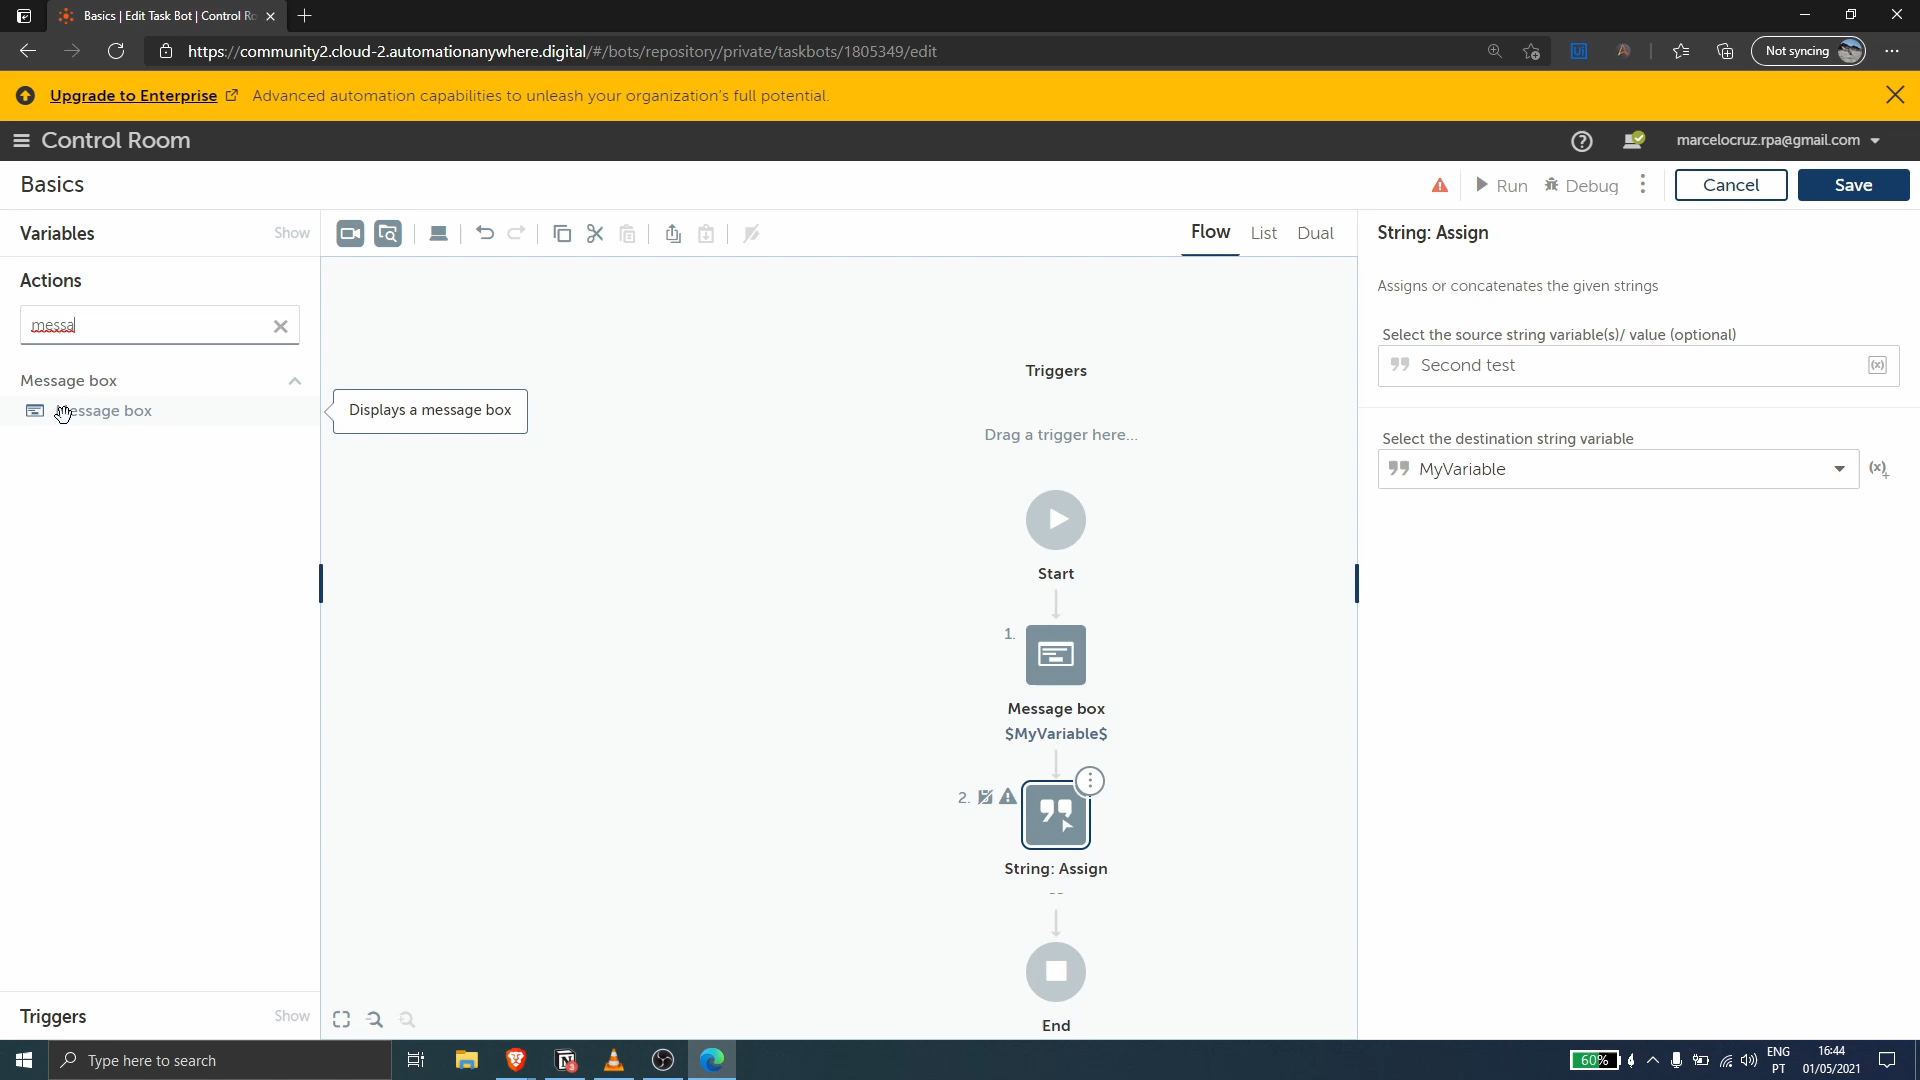 Basics | Edit Task Bot | Control Ro
https://community2.cloud-2.automationanywhere.digital/#/bots/repository/private/taskbots/1805349/edit
Not syncing
Upgrade to Enterprise Advanced automation capabilities to unleash your organization's full potential.
Control Room
marcelocruz.rpa@gmail.com
Basics
Run
Debug
Cancel
Save
Variables
Show
Flow
List
Dual
String: Assign
Actions
Assigns or concatenates the given strings
messa
Select the source string variable(s)/ value (optional)
Second test
(x)
Message box
Message box
Displays a message box
Triggers
Drag a trigger here...
Select the destination string variable
MyVariable
(x)+
Start
1.
Message box
$MyVariable$
2.
String: Assign
--
End
Triggers
Show
Type here to search
60%
ENG
PT
16:44
01/05/2021